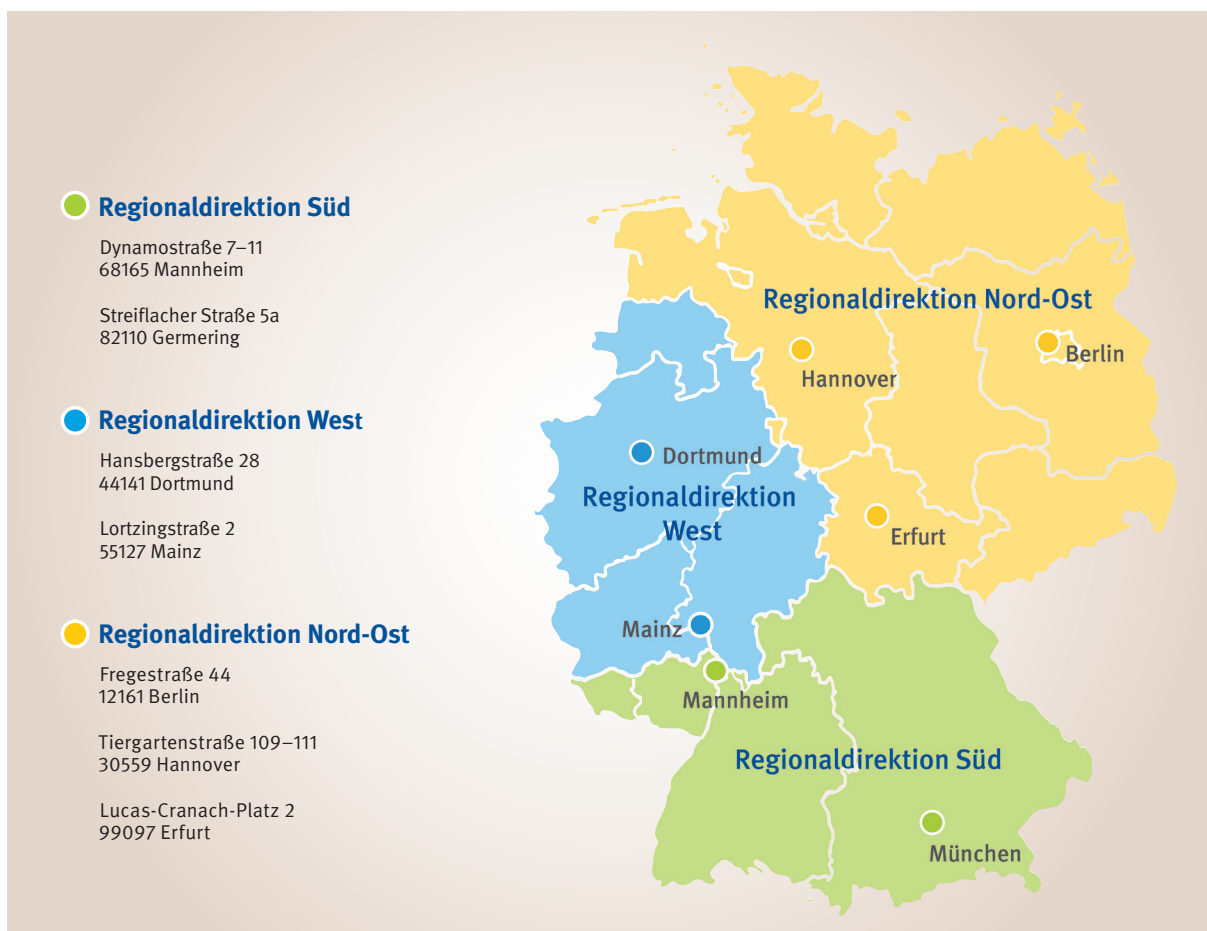 Regionaldirektion Süd
Dynamostraße 7–11
68165 Mannheim
Streiflacher Straße 5a
82110 Germering
Regionaldirektion West
Hansbergstraße 28
44141 Dortmund
Lortzingstraße 2
55127 Mainz
Regionaldirektion Nord-Ost
Fregestraße 44
12161 Berlin
Tiergartenstraße 109–111
30559 Hannover
Lucas-Cranach-Platz 2
99097 Erfurt
Regionaldirektion Nord-Ost
Berlin
Hannover
Dortmund
Regionaldirektion
West
Erfurt
Mainz
Mannheim
Regionaldirektion Süd
München